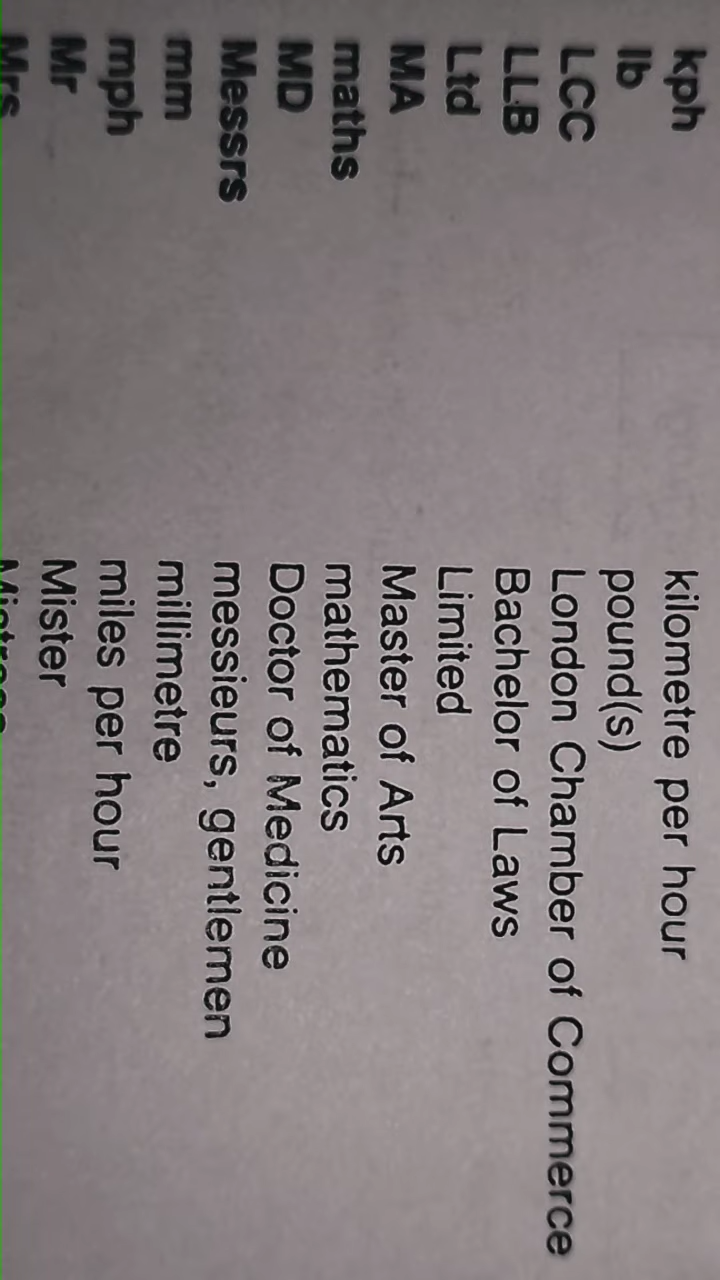 kph kilometre per hour
lb pound(s)
LCC London Chamber of Commerce
LLB Bachelor of Laws
Ltd Limited
MA Master of Arts
maths mathematics
MD Doctor of Medicine
Messrs messieurs, gentlemen
mm millimetre
mph miles per hour
Mr Mister
Mrs Mistress